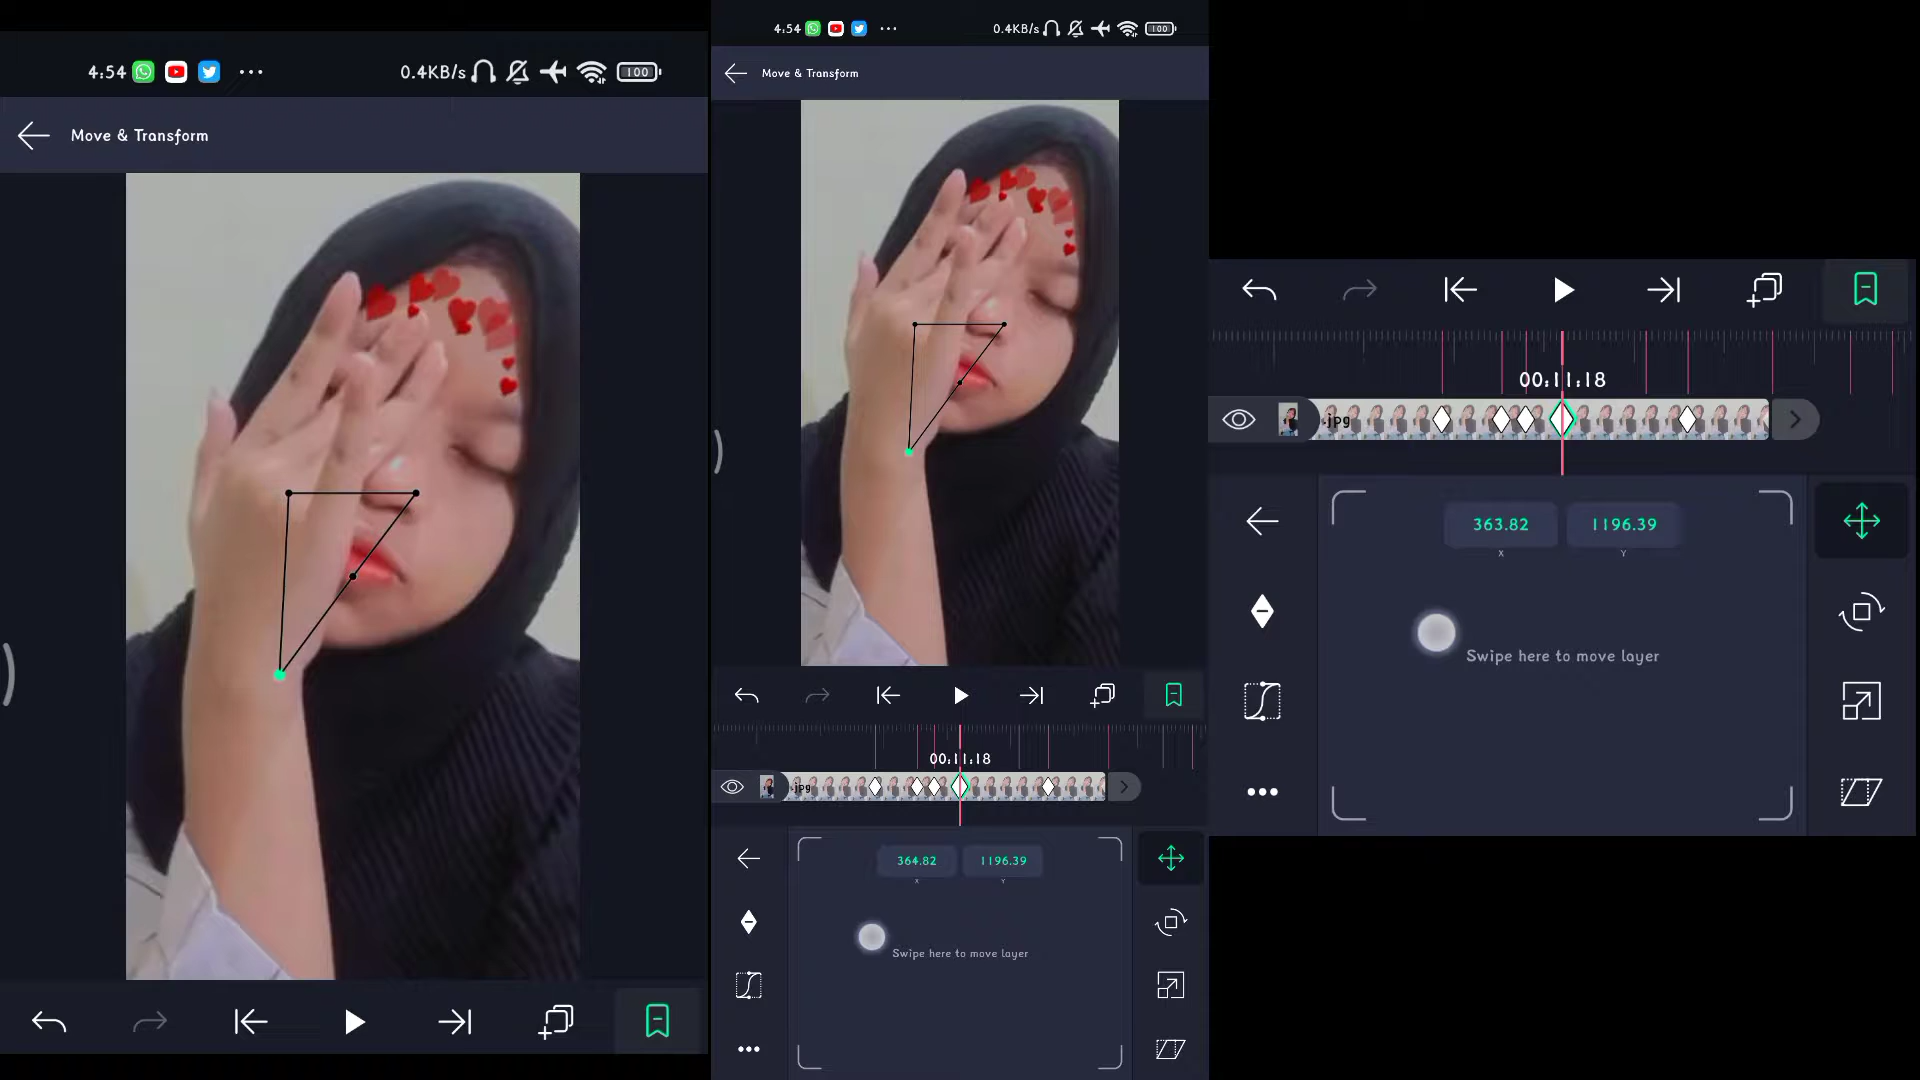 4:54
0.4KB/s
100
Move & Transform
4:54
0.4KB/s
100
Move & Transform
00:11:18
.jpg
364.82
1196.39
X
Y
Swipe here to move layer
00:11:18
.jpg
363.82
1196.39
X
Y
Swipe here to move layer